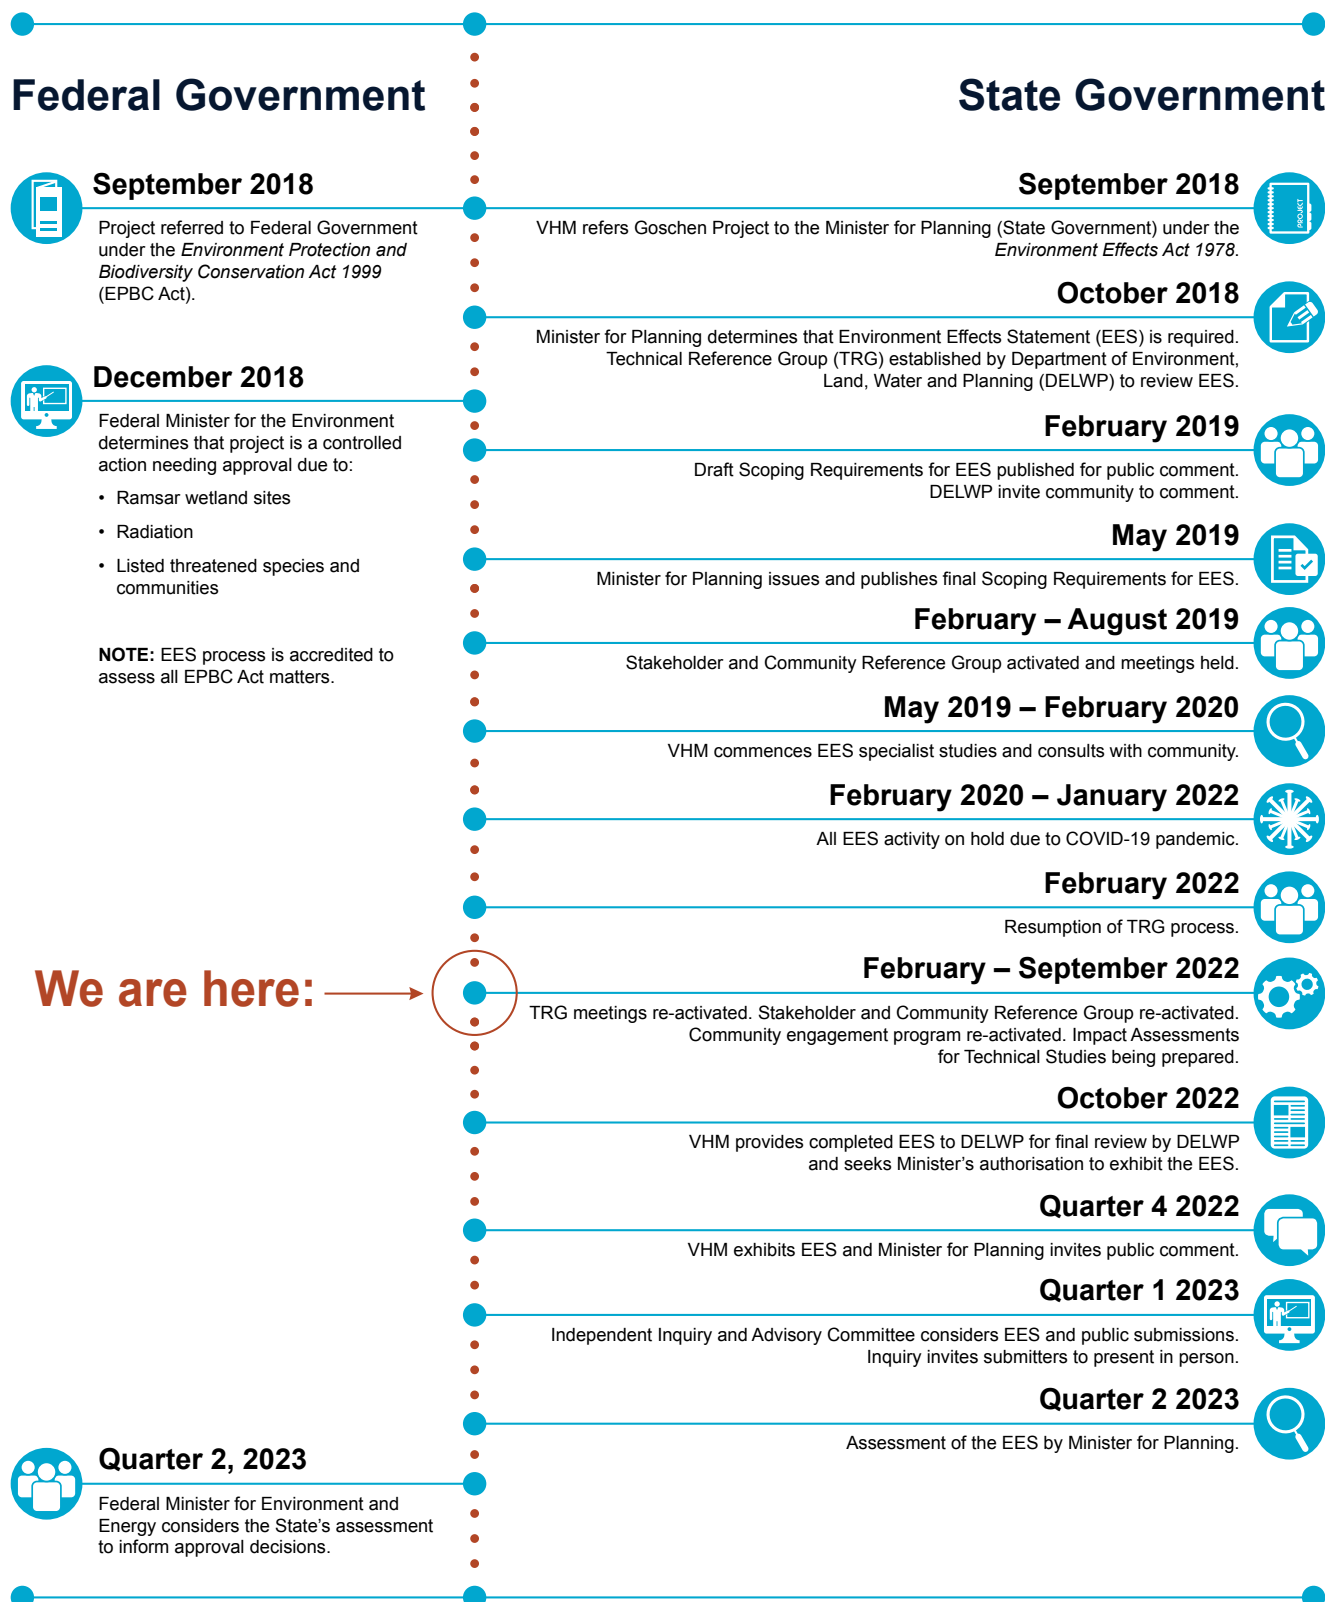 Federal Government
State Government
September 2018
Project referred to Federal Government
under the Environment Protection and
Biodiversity Conservation Act 1999
(EPBC Act).
December 2018
Federal Minister for the Environment
determines that project is a controlled
action needing approval due to:
• Ramsar wetland sites
• Radiation
• Listed threatened species and
communities
NOTE: EES process is accredited to
assess all EPBC Act matters.
We are here:
Quarter 2, 2023
Federal Minister for Environment and
Energy considers the State's assessment
to inform approval decisions.
September 2018
PROJECT
VHM refers Goschen Project to the Minister for Planning (State Government) under the
Environment Effects Act 1978.
October 2018
Minister for Planning determines that Environment Effects Statement (EES) is required.
Technical Reference Group (TRG) established by Department of Environment,
Land, Water and Planning (DELWP) to review EES.
February 2019
Draft Scoping Requirements for EES published for public comment.
DELWP invite community to comment.
May 2019
Minister for Planning issues and publishes final Scoping Requirements for EES.
February – August 2019
Stakeholder and Community Reference Group activated and meetings held.
May 2019 – February 2020
VHM commences EES specialist studies and consults with community.
February 2020 – January 2022
All EES activity on hold due to COVID-19 pandemic.
February 2022
Resumption of TRG process.
February – September 2022
TRG meetings re-activated. Stakeholder and Community Reference Group re-activated.
Community engagement program re-activated. Impact Assessments
for Technical Studies being prepared.
October 2022
VHM provides completed EES to DELWP for final review by DELWP
and seeks Minister's authorisation to exhibit the EES.
Quarter 4 2022
VHM exhibits EES and Minister for Planning invites public comment.
Quarter 1 2023
Independent Inquiry and Advisory Committee considers EES and public submissions.
Inquiry invites submitters to present in person.
Quarter 2 2023
Assessment of the EES by Minister for Planning.